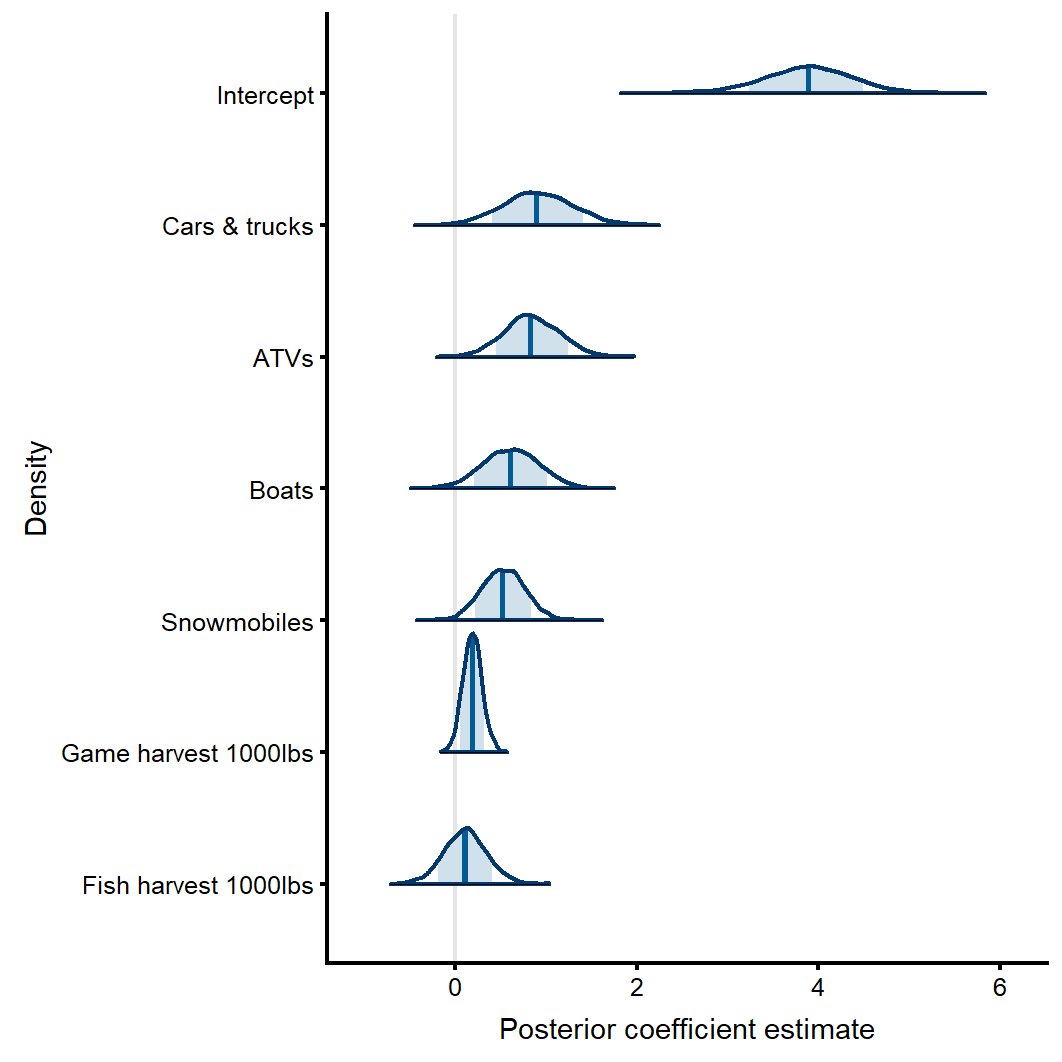 Intercept
Cars & trucks
ATVs
Boats
Snowmobiles
Game harvest 1000lbs
Fish harvest 1000lbs
Density
0 2 4 6
Posterior coefficient estimate